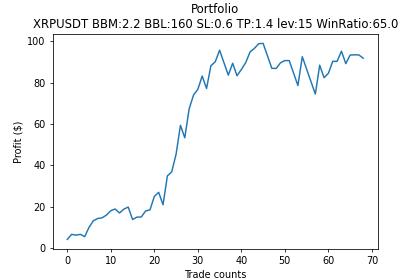 Portfolio
XRPUSDT BBM:2.2 BBL:160 SL:0.6 TP:1.4 lev:15 WinRatio:65.0
100
80
60
40
20
0
Profit ($)
0 10 20 30 40 50 60 70
Trade counts